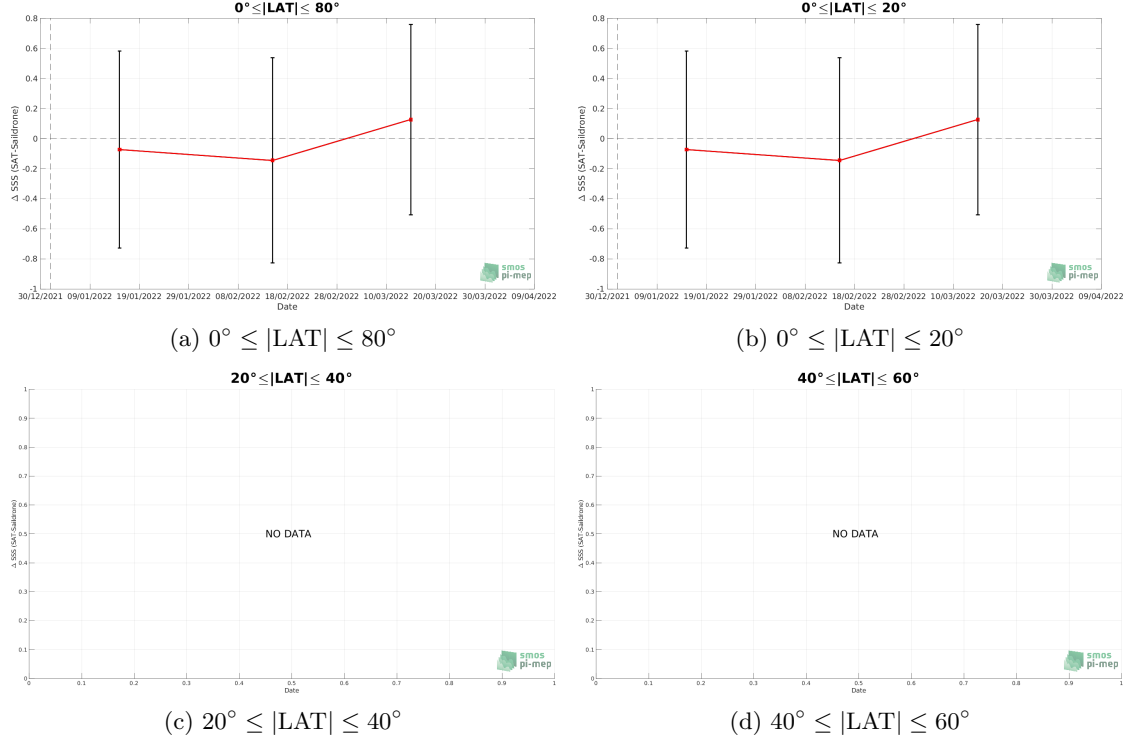 0°≤|LAT|≤ 80°
0.8
0.6
0.4
0.2
0
-0.2
-0.4
-0.6
-0.8
-1
Δ SSS (SAT-Saildrone)
30/12/2021 09/01/2022 19/01/2022 29/01/2022 08/02/2022 18/02/2022 28/02/2022 10/03/2022 20/03/2022 30/03/2022 09/04/2022
Date
smos
pi-mep
(a) 0° ≤ |LAT| ≤ 80°
0°≤|LAT|≤ 20°
0.8
0.6
0.4
0.2
0
-0.2
-0.4
-0.6
-0.8
-1
Δ SSS (SAT-Saildrone)
30/12/2021 09/01/2022 19/01/2022 29/01/2022 08/02/2022 18/02/2022 28/02/2022 10/03/2022 20/03/2022 30/03/2022 09/04/2022
Date
smos
pi-mep
(b) 0° ≤ |LAT| ≤ 20°
20°≤|LAT|≤ 40°
1
0.9
0.8
0.7
0.6
0.5
0.4
0.3
0.2
0.1
0
Δ SSS (SAT-Saildrone)
NO DATA
0 0.1 0.2 0.3 0.4 0.5 0.6 0.7 0.8 0.9 1
Date
smos
pi-mep
(c) 20° ≤ |LAT| ≤ 40°
40°≤|LAT|≤ 60°
1
0.9
0.8
0.7
0.6
0.5
0.4
0.3
0.2
0.1
0
Δ SSS (SAT-Saildrone)
NO DATA
0 0.1 0.2 0.3 0.4 0.5 0.6 0.7 0.8 0.9 1
Date
smos
pi-mep
(d) 40° ≤ |LAT| ≤ 60°